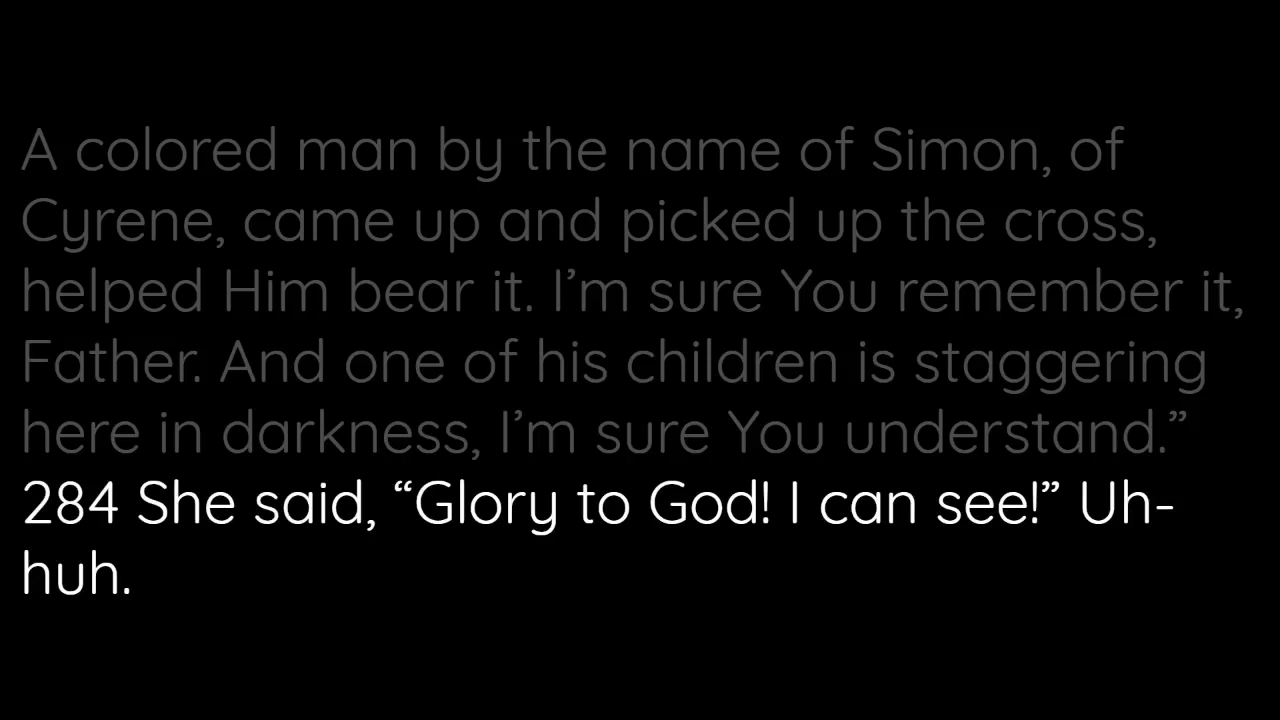 A colored man by the name of Simon, of
Cyrene, came up and picked up the cross,
helped Him bear it. I’m sure You remember it,
Father. And one of his children is staggering
here in darkness, I’m sure You understand.”
284 She said, “Glory to God! I can see!” Uh-
huh.